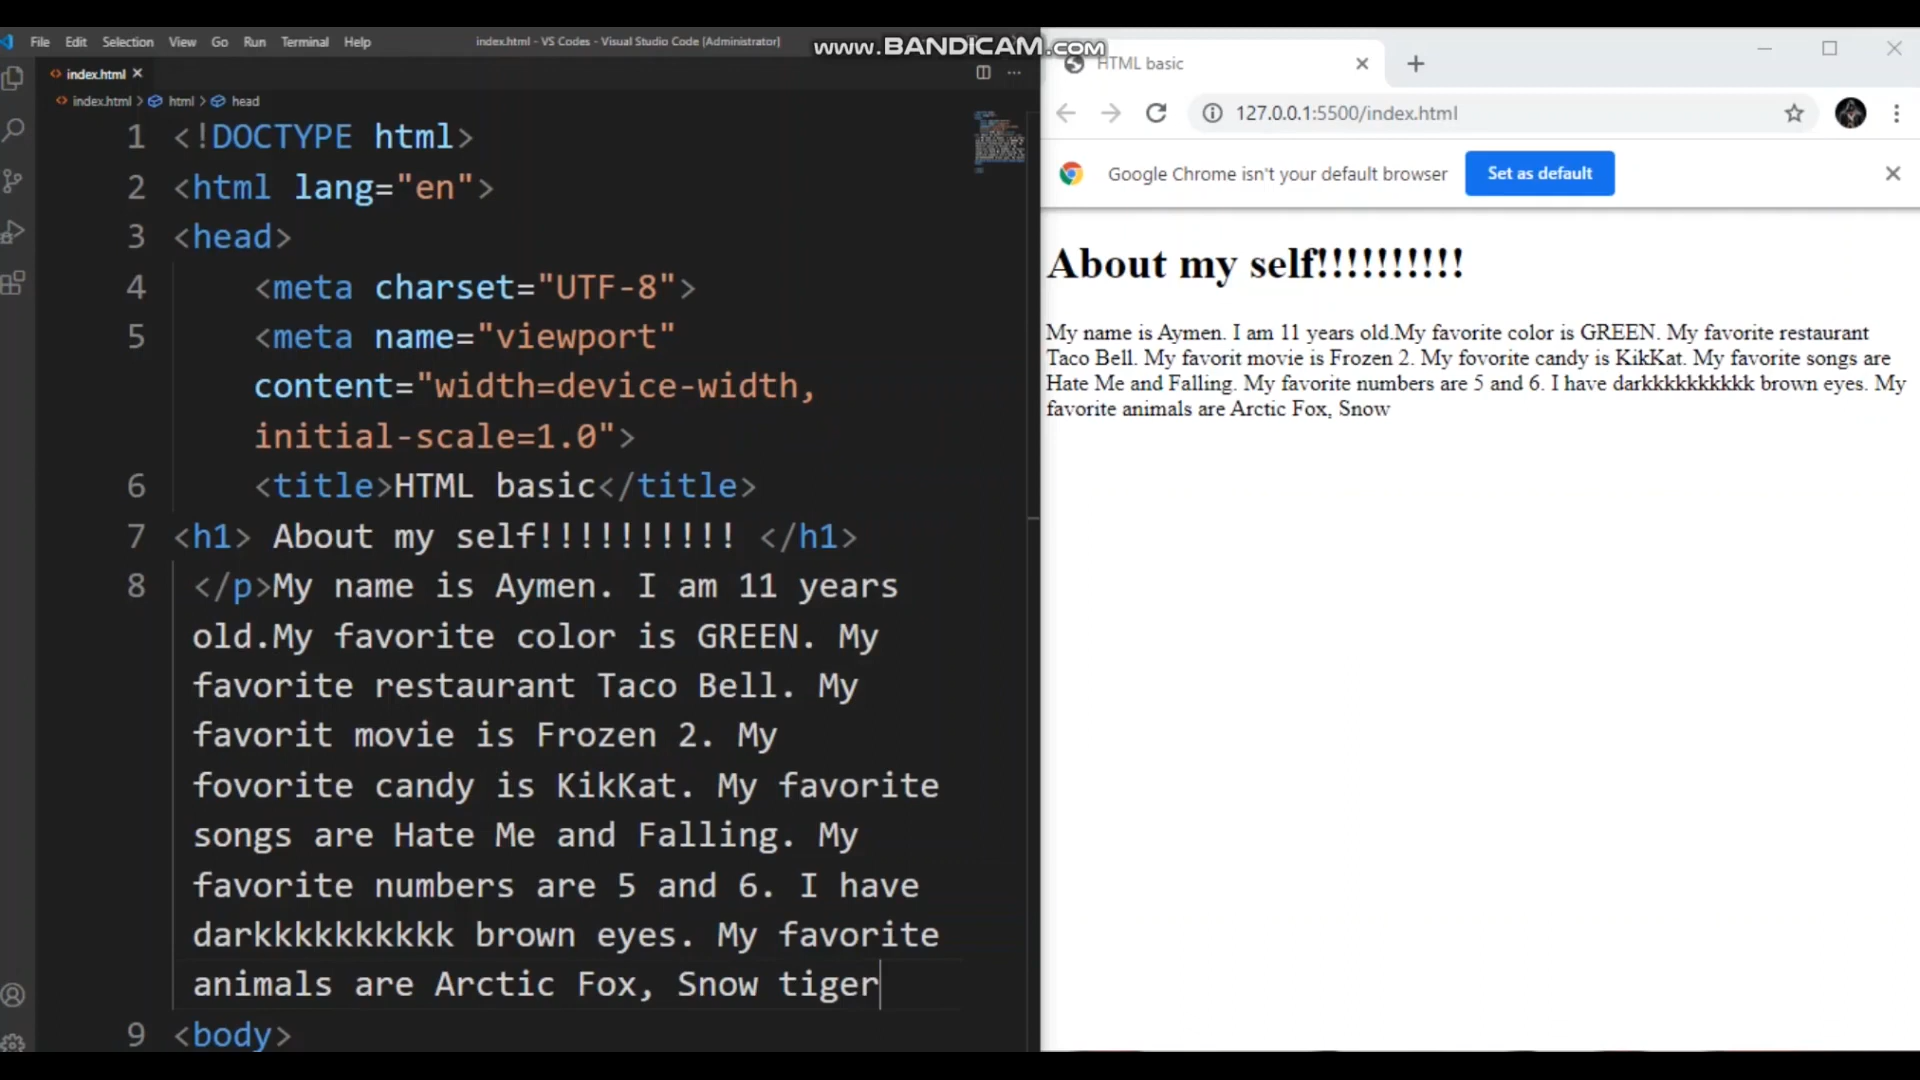 File Edit Selection View Go Run Terminal Help
index.html - VS Codes - Visual Studio Code [Administrator]
www.BANDICAM.com
index.html
index.html > html > head
1 <!DOCTYPE html>
2 <html lang="en">
3 <head>
4 <meta charset="UTF-8">
5 <meta name="viewport"
content="width=device-width,
initial-scale=1.0">
6 <title>HTML basic</title>
7 <h1> About my self!!!!!!!!!! </h1>
8 </p>My name is Aymen. I am 11 years
old.My favorite color is GREEN. My
favorite restaurant Taco Bell. My
favorit movie is Frozen 2. My
fovorite candy is KikKat. My favorite
songs are Hate Me and Falling. My
favorite numbers are 5 and 6. I have
darkkkkkkkkkk brown eyes. My favorite
animals are Arctic Fox, Snow tiger
9 <body>
HTML basic
127.0.0.1:5500/index.html
Google Chrome isn't your default browser
Set as default
About my self!!!!!!!!!!
My name is Aymen. I am 11 years old.My favorite color is GREEN. My favorite restaurant
Taco Bell. My favorit movie is Frozen 2. My fovorite candy is KikKat. My favorite songs are
Hate Me and Falling. My favorite numbers are 5 and 6. I have darkkkkkkkkkk brown eyes. My
favorite animals are Arctic Fox, Snow